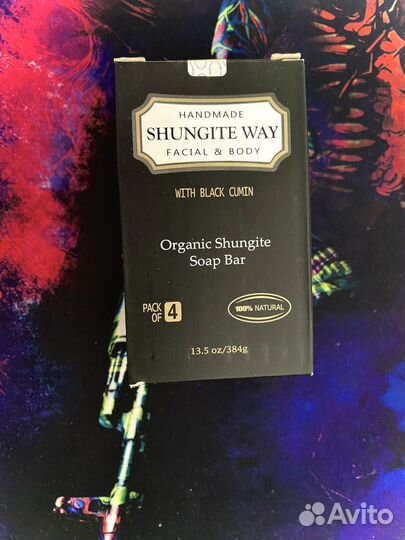 HANDMADE
SHUNGITE WAY
FACIAL & BODY
WITH BLACK CUMIN
Organic Shungite
Soap Bar
PACK
OF 4
100% NATURAL
13.5 oz/384g
Avito